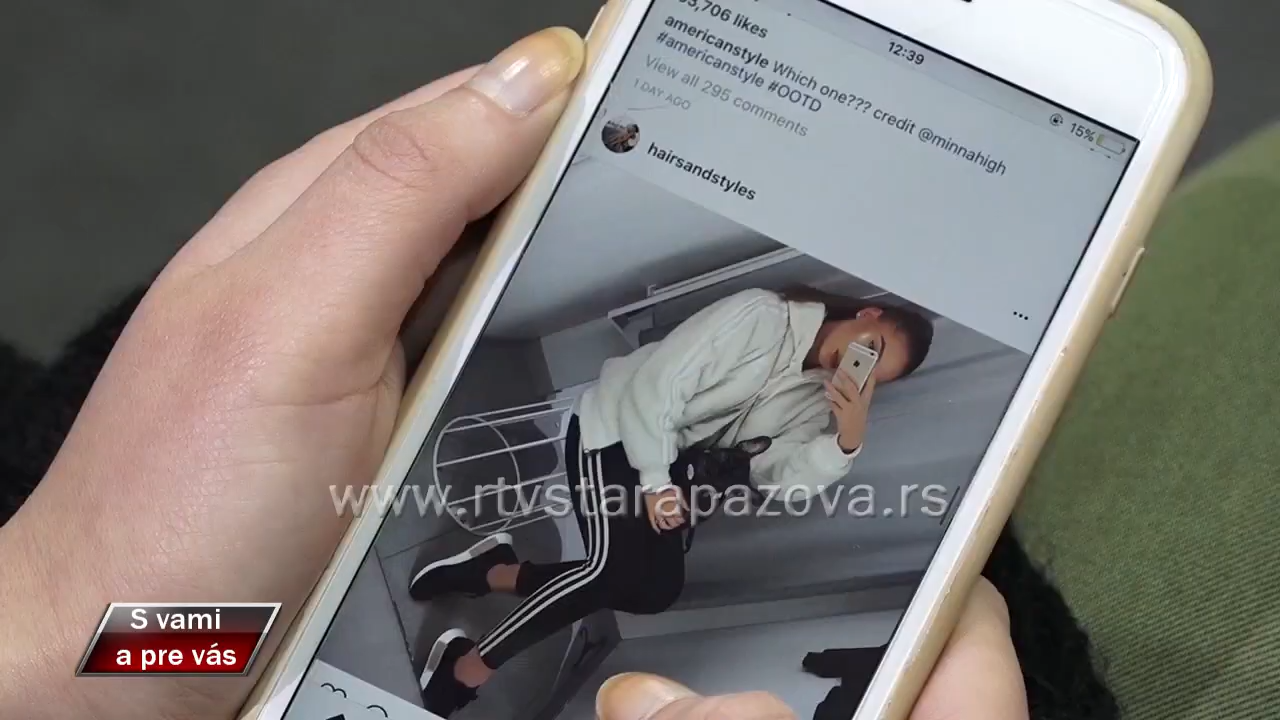 3,706 likes
americanstyle Which one??? credit @minnahigh
#americanstyle #OOTD
View all 295 comments
1 DAY AGO
12:39
15%
hairsandstyles
www.rtvstarapazova.rs
S vami
a pre vás